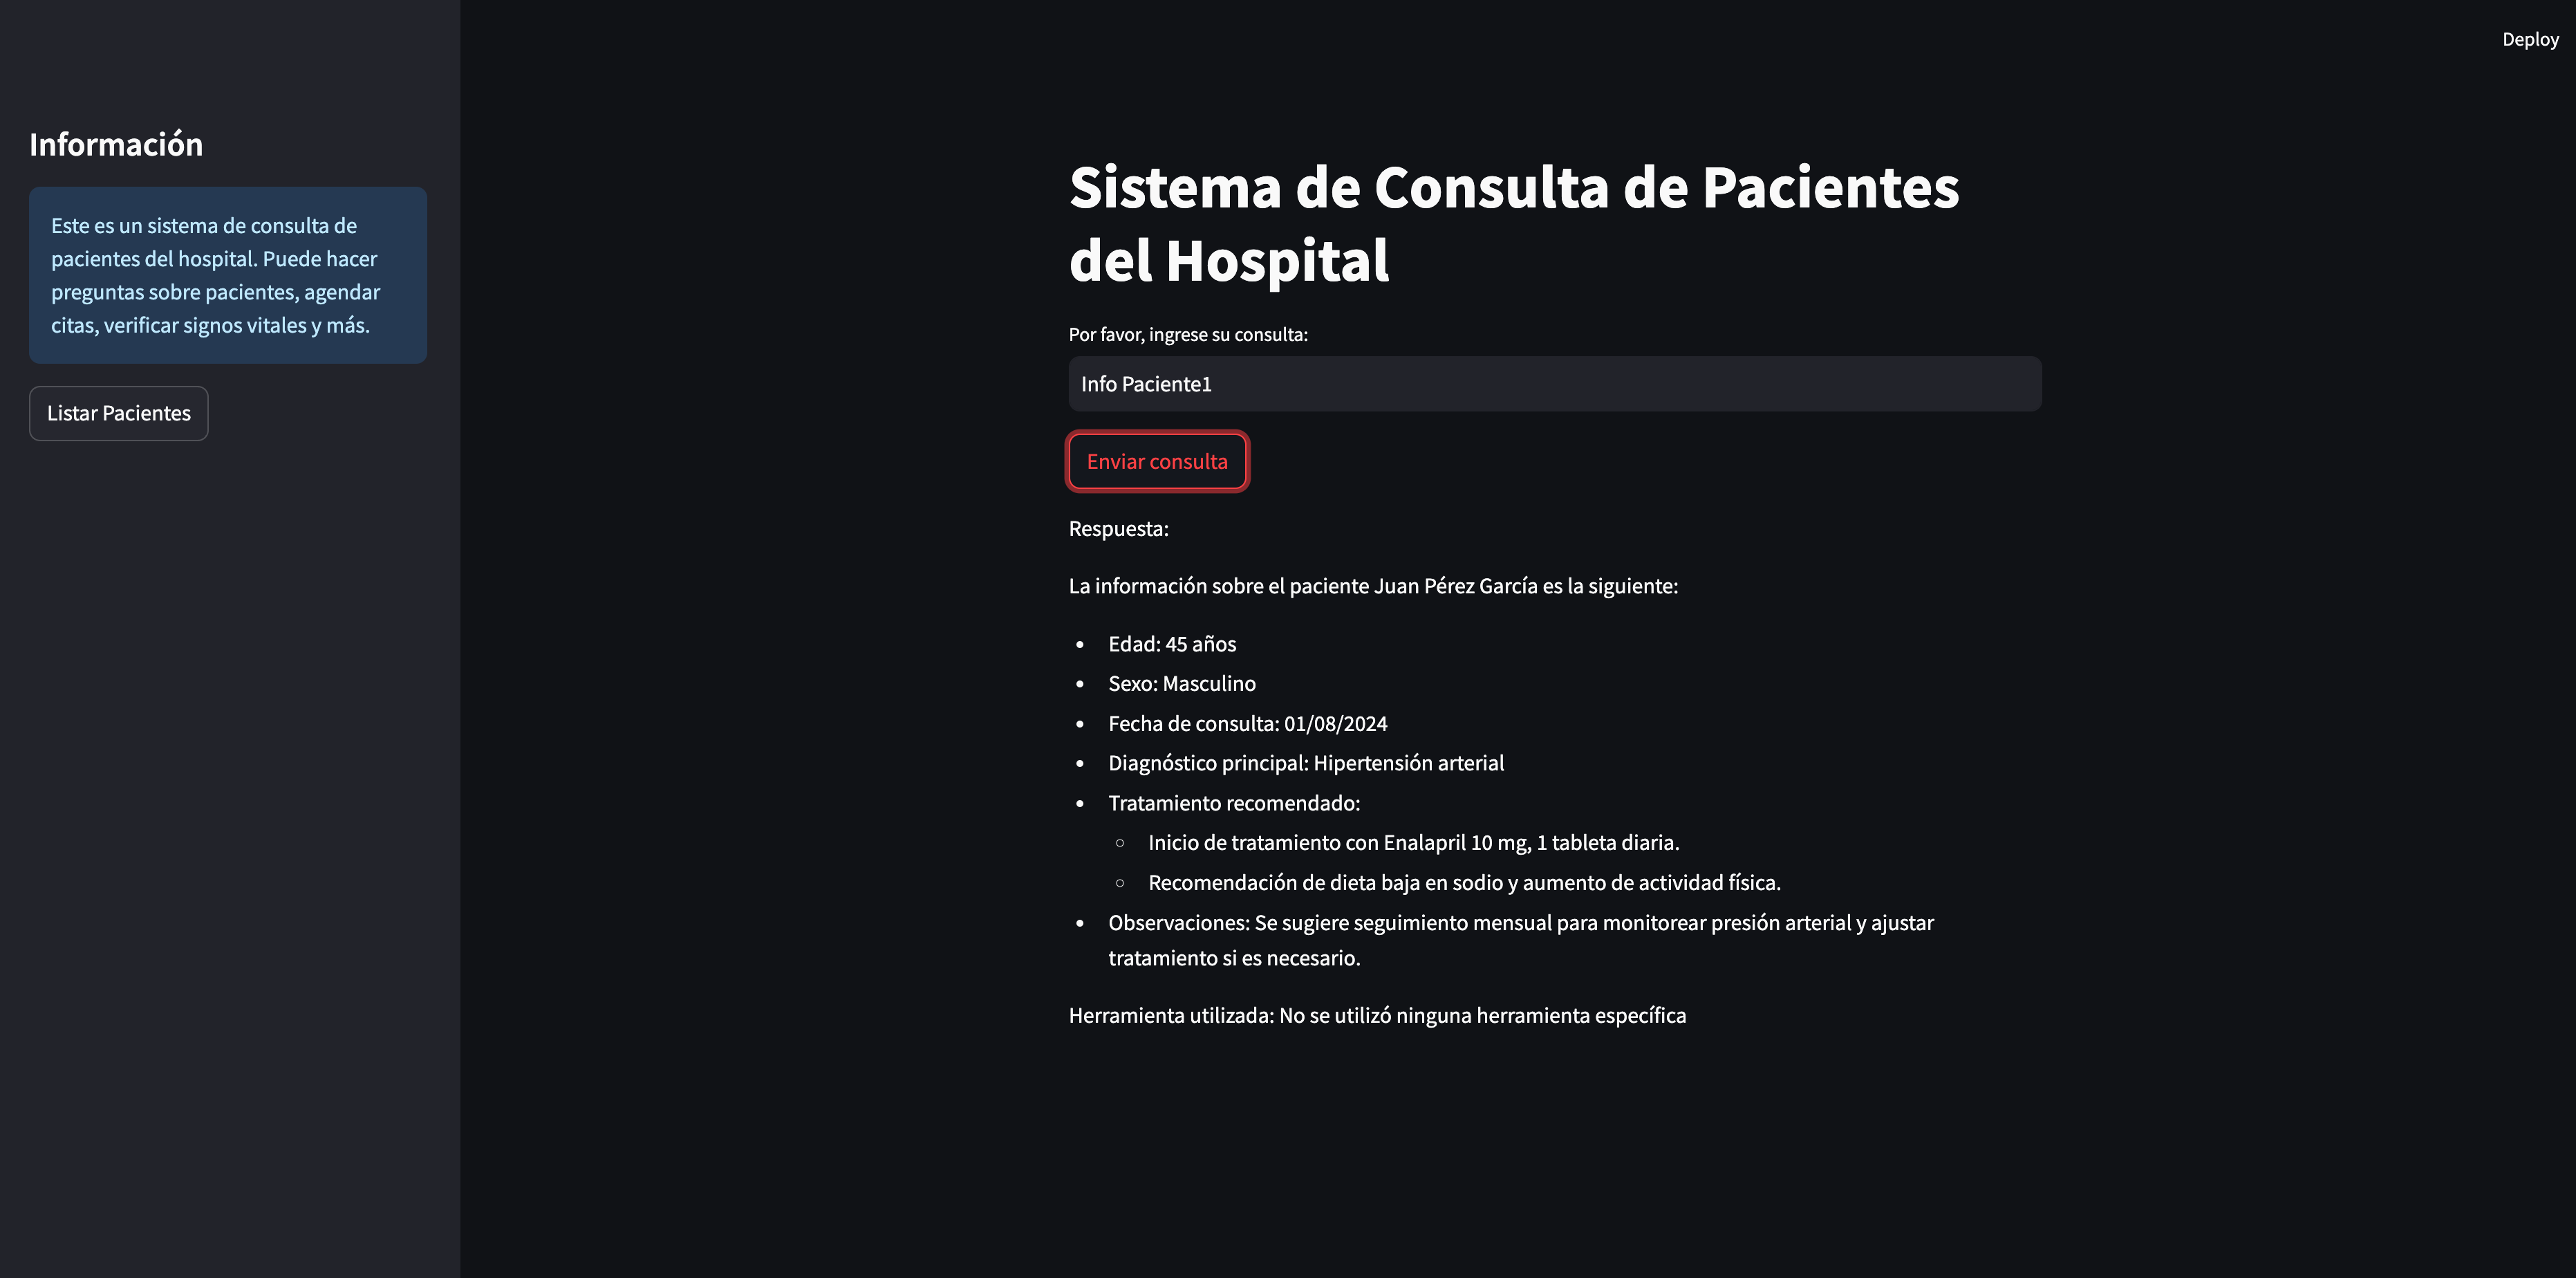 Deploy
Información
Este es un sistema de consulta de
pacientes del hospital. Puede hacer
preguntas sobre pacientes, agendar
citas, verificar signos vitales y más.
Listar Pacientes
Sistema de Consulta de Pacientes
del Hospital
Por favor, ingrese su consulta:
Info Paciente1
Enviar consulta
Respuesta:
La información sobre el paciente Juan Pérez García es la siguiente:
• Edad: 45 años
• Sexo: Masculino
• Fecha de consulta: 01/08/2024
• Diagnóstico principal: Hipertensión arterial
• Tratamiento recomendado:
◦ Inicio de tratamiento con Enalapril 10 mg, 1 tableta diaria.
◦ Recomendación de dieta baja en sodio y aumento de actividad física.
• Observaciones: Se sugiere seguimiento mensual para monitorear presión arterial y ajustar
tratamiento si es necesario.
Herramienta utilizada: No se utilizó ninguna herramienta específica